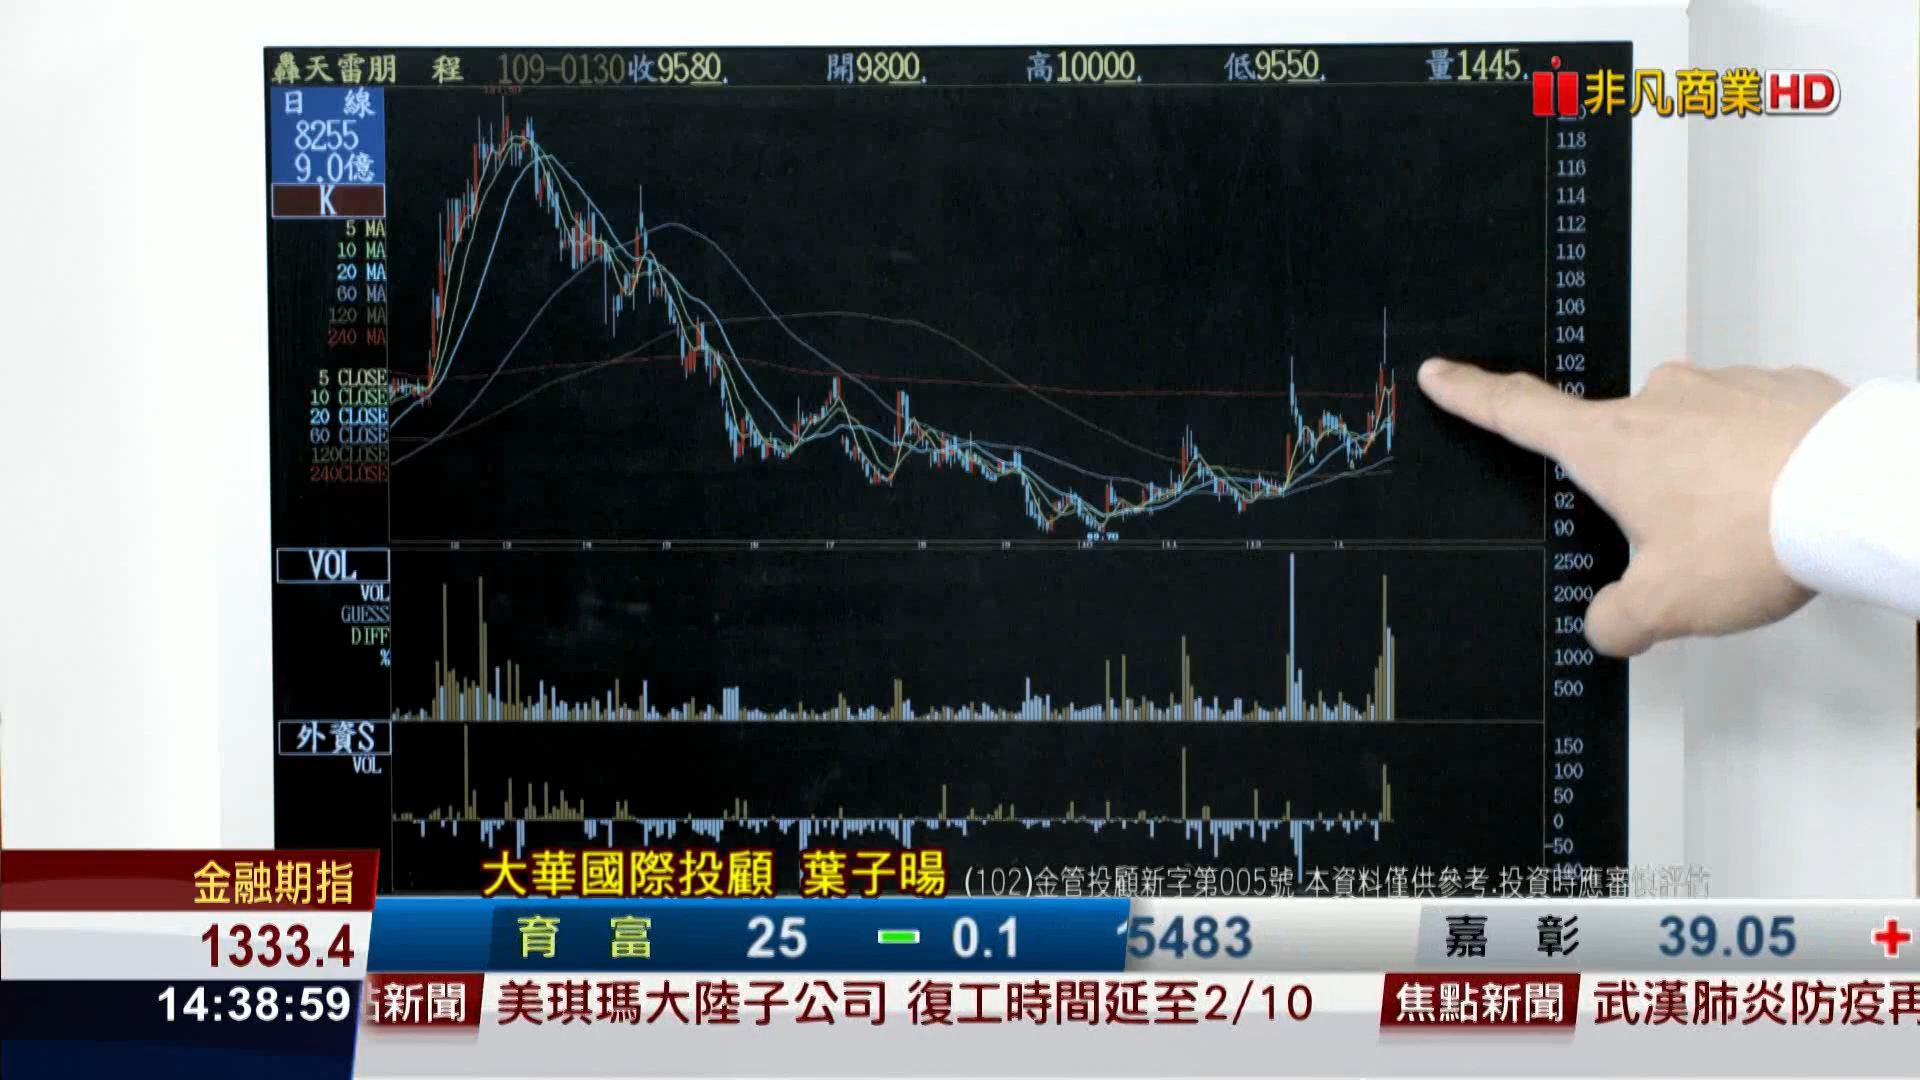 轟天雷朋 程 109-0130 收9580. 開9800. 高10000. 低9550. 量1445.
非凡商業HD
日 線
8255
9.0億
K
5 MA
10 MA
20 MA
60 MA
120 MA
240 MA
5 CLOSE
10 CLOSE
20 CLOSE
60 CLOSE
120CLOSE
240CLOSE
118
116
114
112
110
108
106
104
102
100
92
90
VOL
VOL
GUESS
DIFF
%
2500
2000
1500
1000
500
外資S
VOL
150
100
50
0
-50
大華國際投顧 葉子暘 (102)金管投顧新字第005號 本資料僅供參考.投資時應審慎評估
金融期指
1333.4
14:38:59
育 富 25 0.1 5483 嘉 彰 39.05
新聞 美琪瑪大陸子公司 復工時間延至2/10 焦點新聞 武漢肺炎防疫再